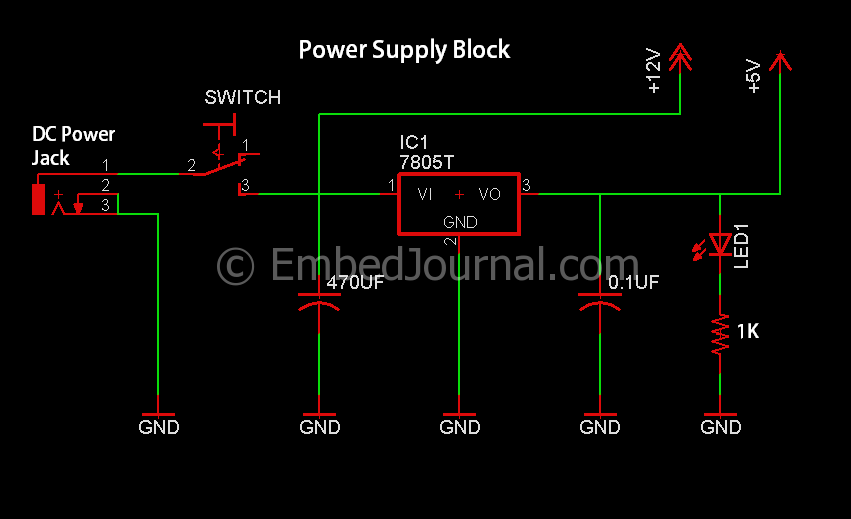 Power Supply Block
+12V
+5V
SWITCH
DC Power
Jack
1
2
3
2
1
3
IC1
7805T
1
VI
+
VO
3
GND
2
© EmbedJournal.com
470UF
0.1UF
LED1
1K
GND
GND
GND
GND
GND